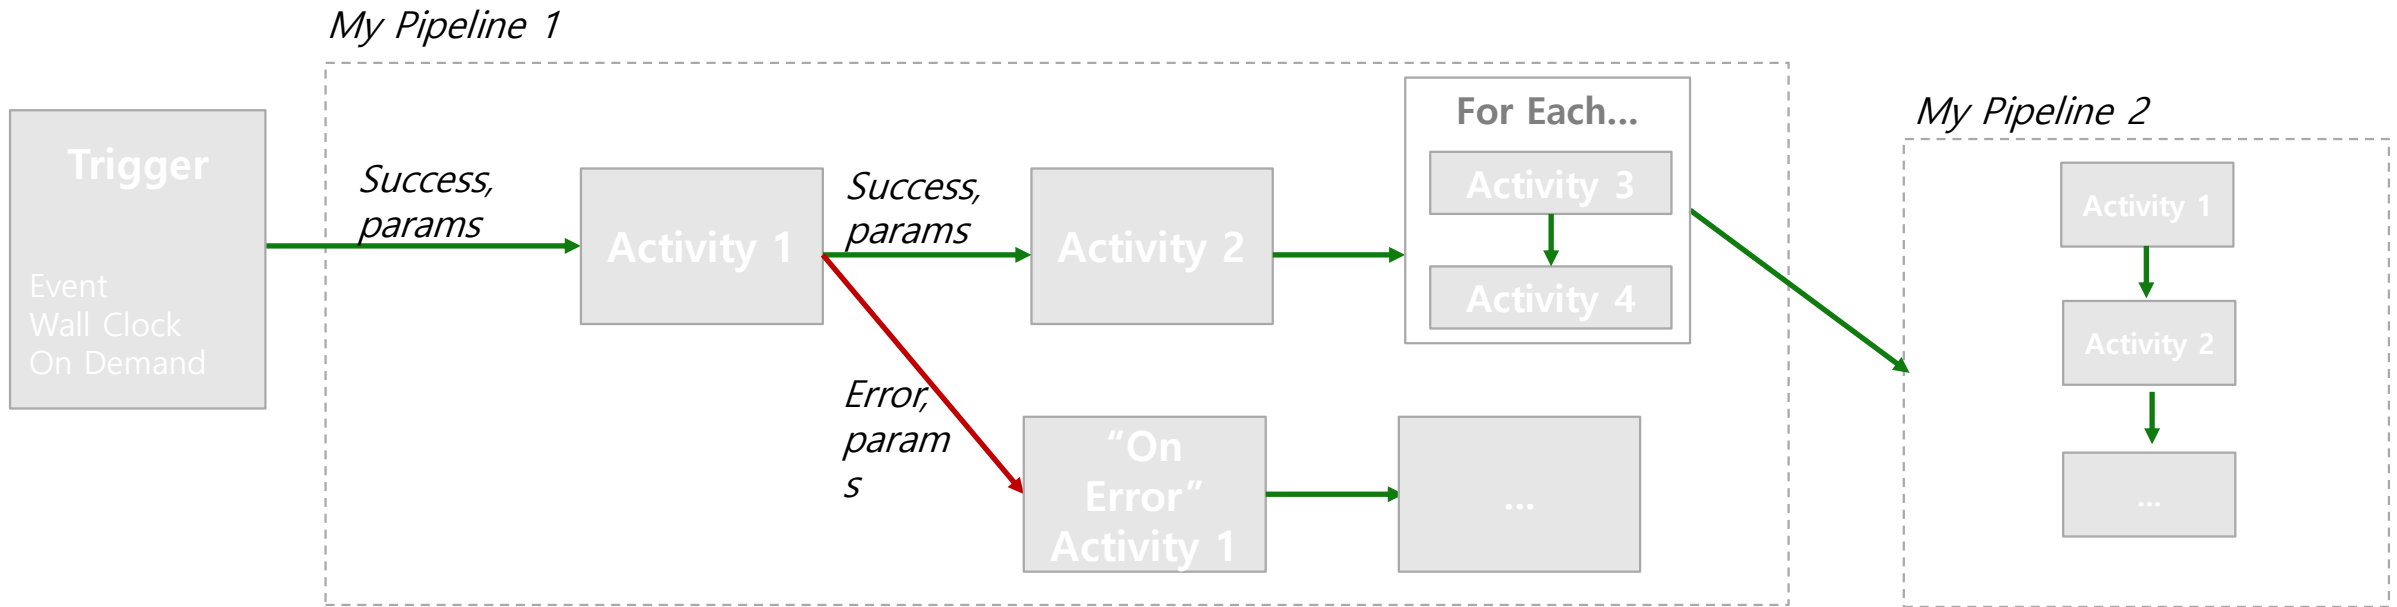 My Pipeline 1
Trigger
Event
Wall Clock
On Demand
Success,
params
Activity 1
Success,
params
Activity 2
For Each...
Activity 3
Activity 4
Error,
param
s
“On
Error”
Activity 1
...
My Pipeline 2
Activity 1
Activity 2
...